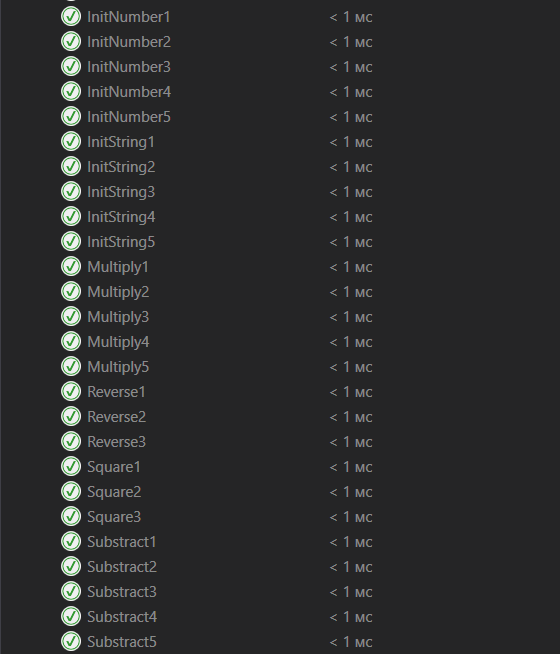 InitNumber1 < 1 мс
InitNumber2 < 1 мс
InitNumber3 < 1 мс
InitNumber4 < 1 мс
InitNumber5 < 1 мс
InitString1 < 1 мс
InitString2 < 1 мс
InitString3 < 1 мс
InitString4 < 1 мс
InitString5 < 1 мс
Multiply1 < 1 мс
Multiply2 < 1 мс
Multiply3 < 1 мс
Multiply4 < 1 мс
Multiply5 < 1 мс
Reverse1 < 1 мс
Reverse2 < 1 мс
Reverse3 < 1 мс
Square1 < 1 мс
Square2 < 1 мс
Square3 < 1 мс
Substract1 < 1 мс
Substract2 < 1 мс
Substract3 < 1 мс
Substract4 < 1 мс
Substract5 < 1 мс